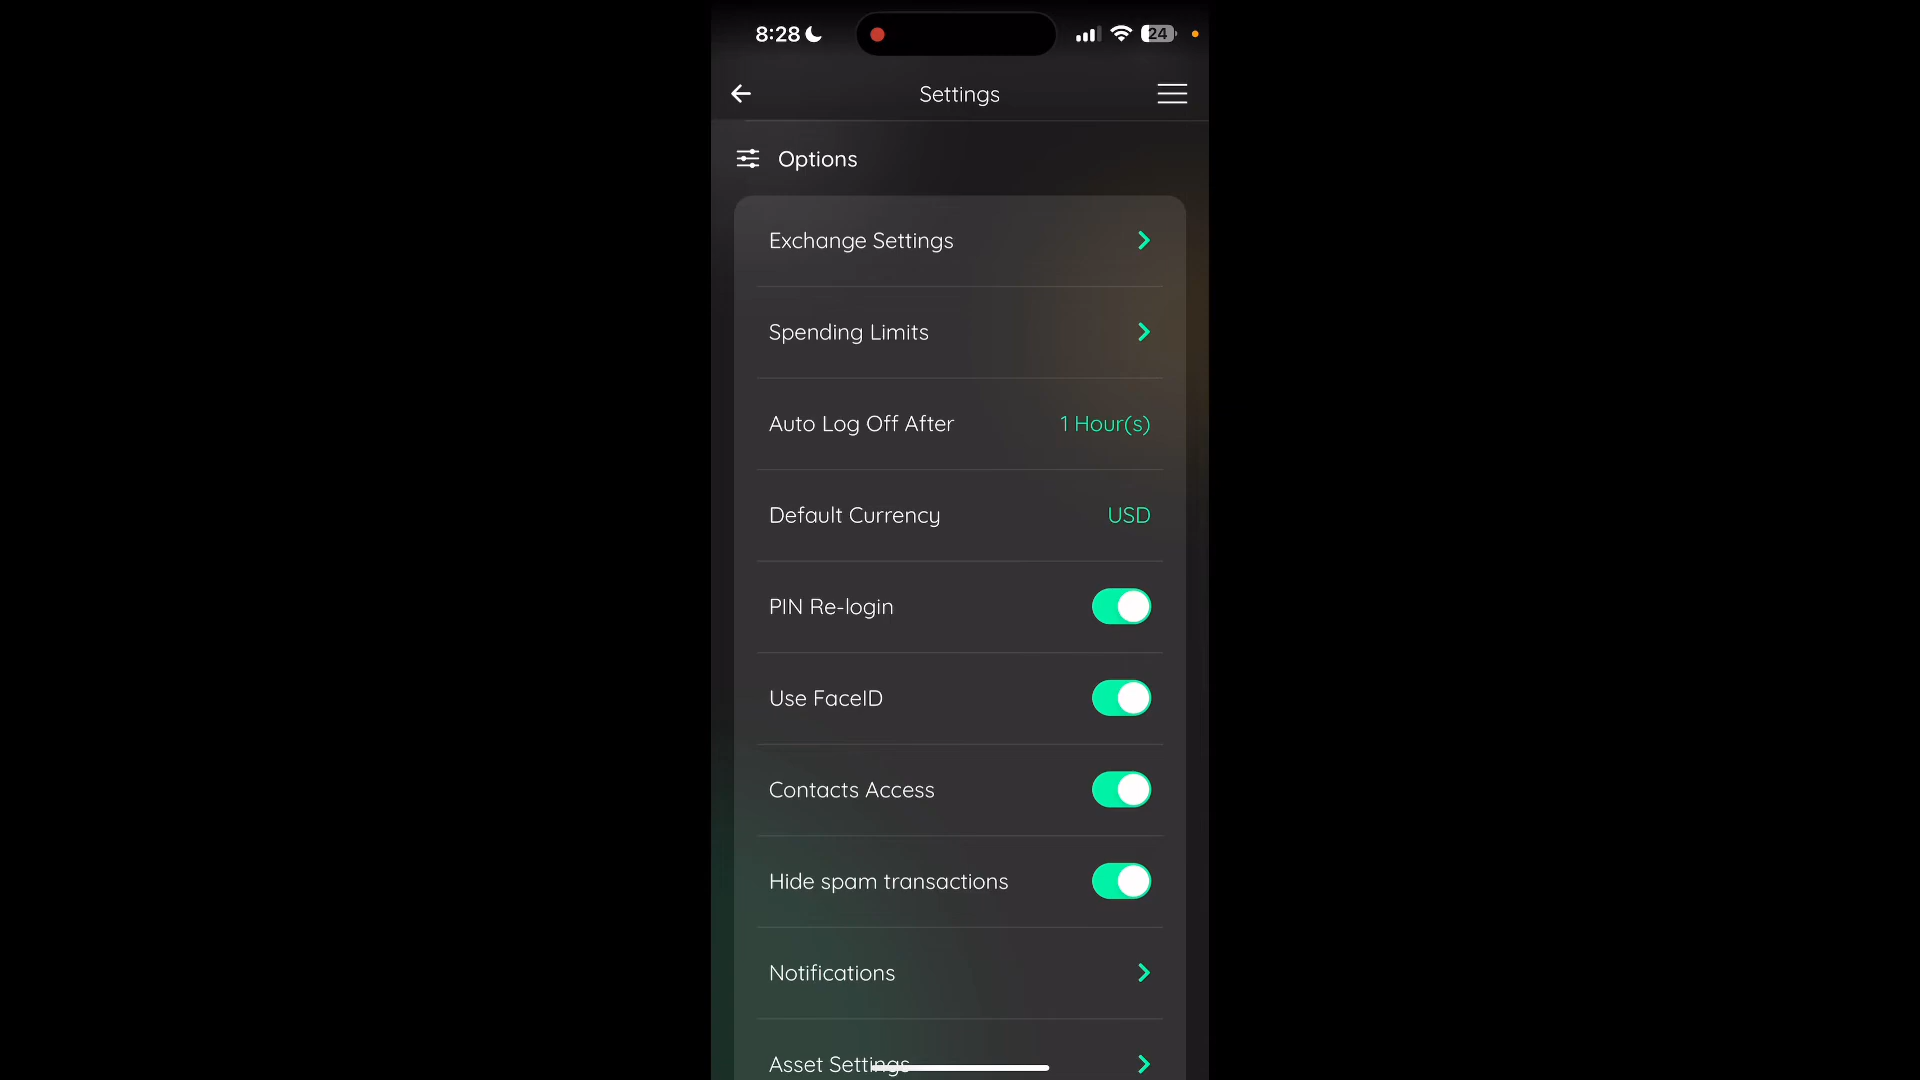 8:28
24
Settings
Options
Exchange Settings
Spending Limits
Auto Log Off After 1 Hour(s)
Default Currency USD
PIN Re-login
Use FaceID
Contacts Access
Hide spam transactions
Notifications
Asset Settings